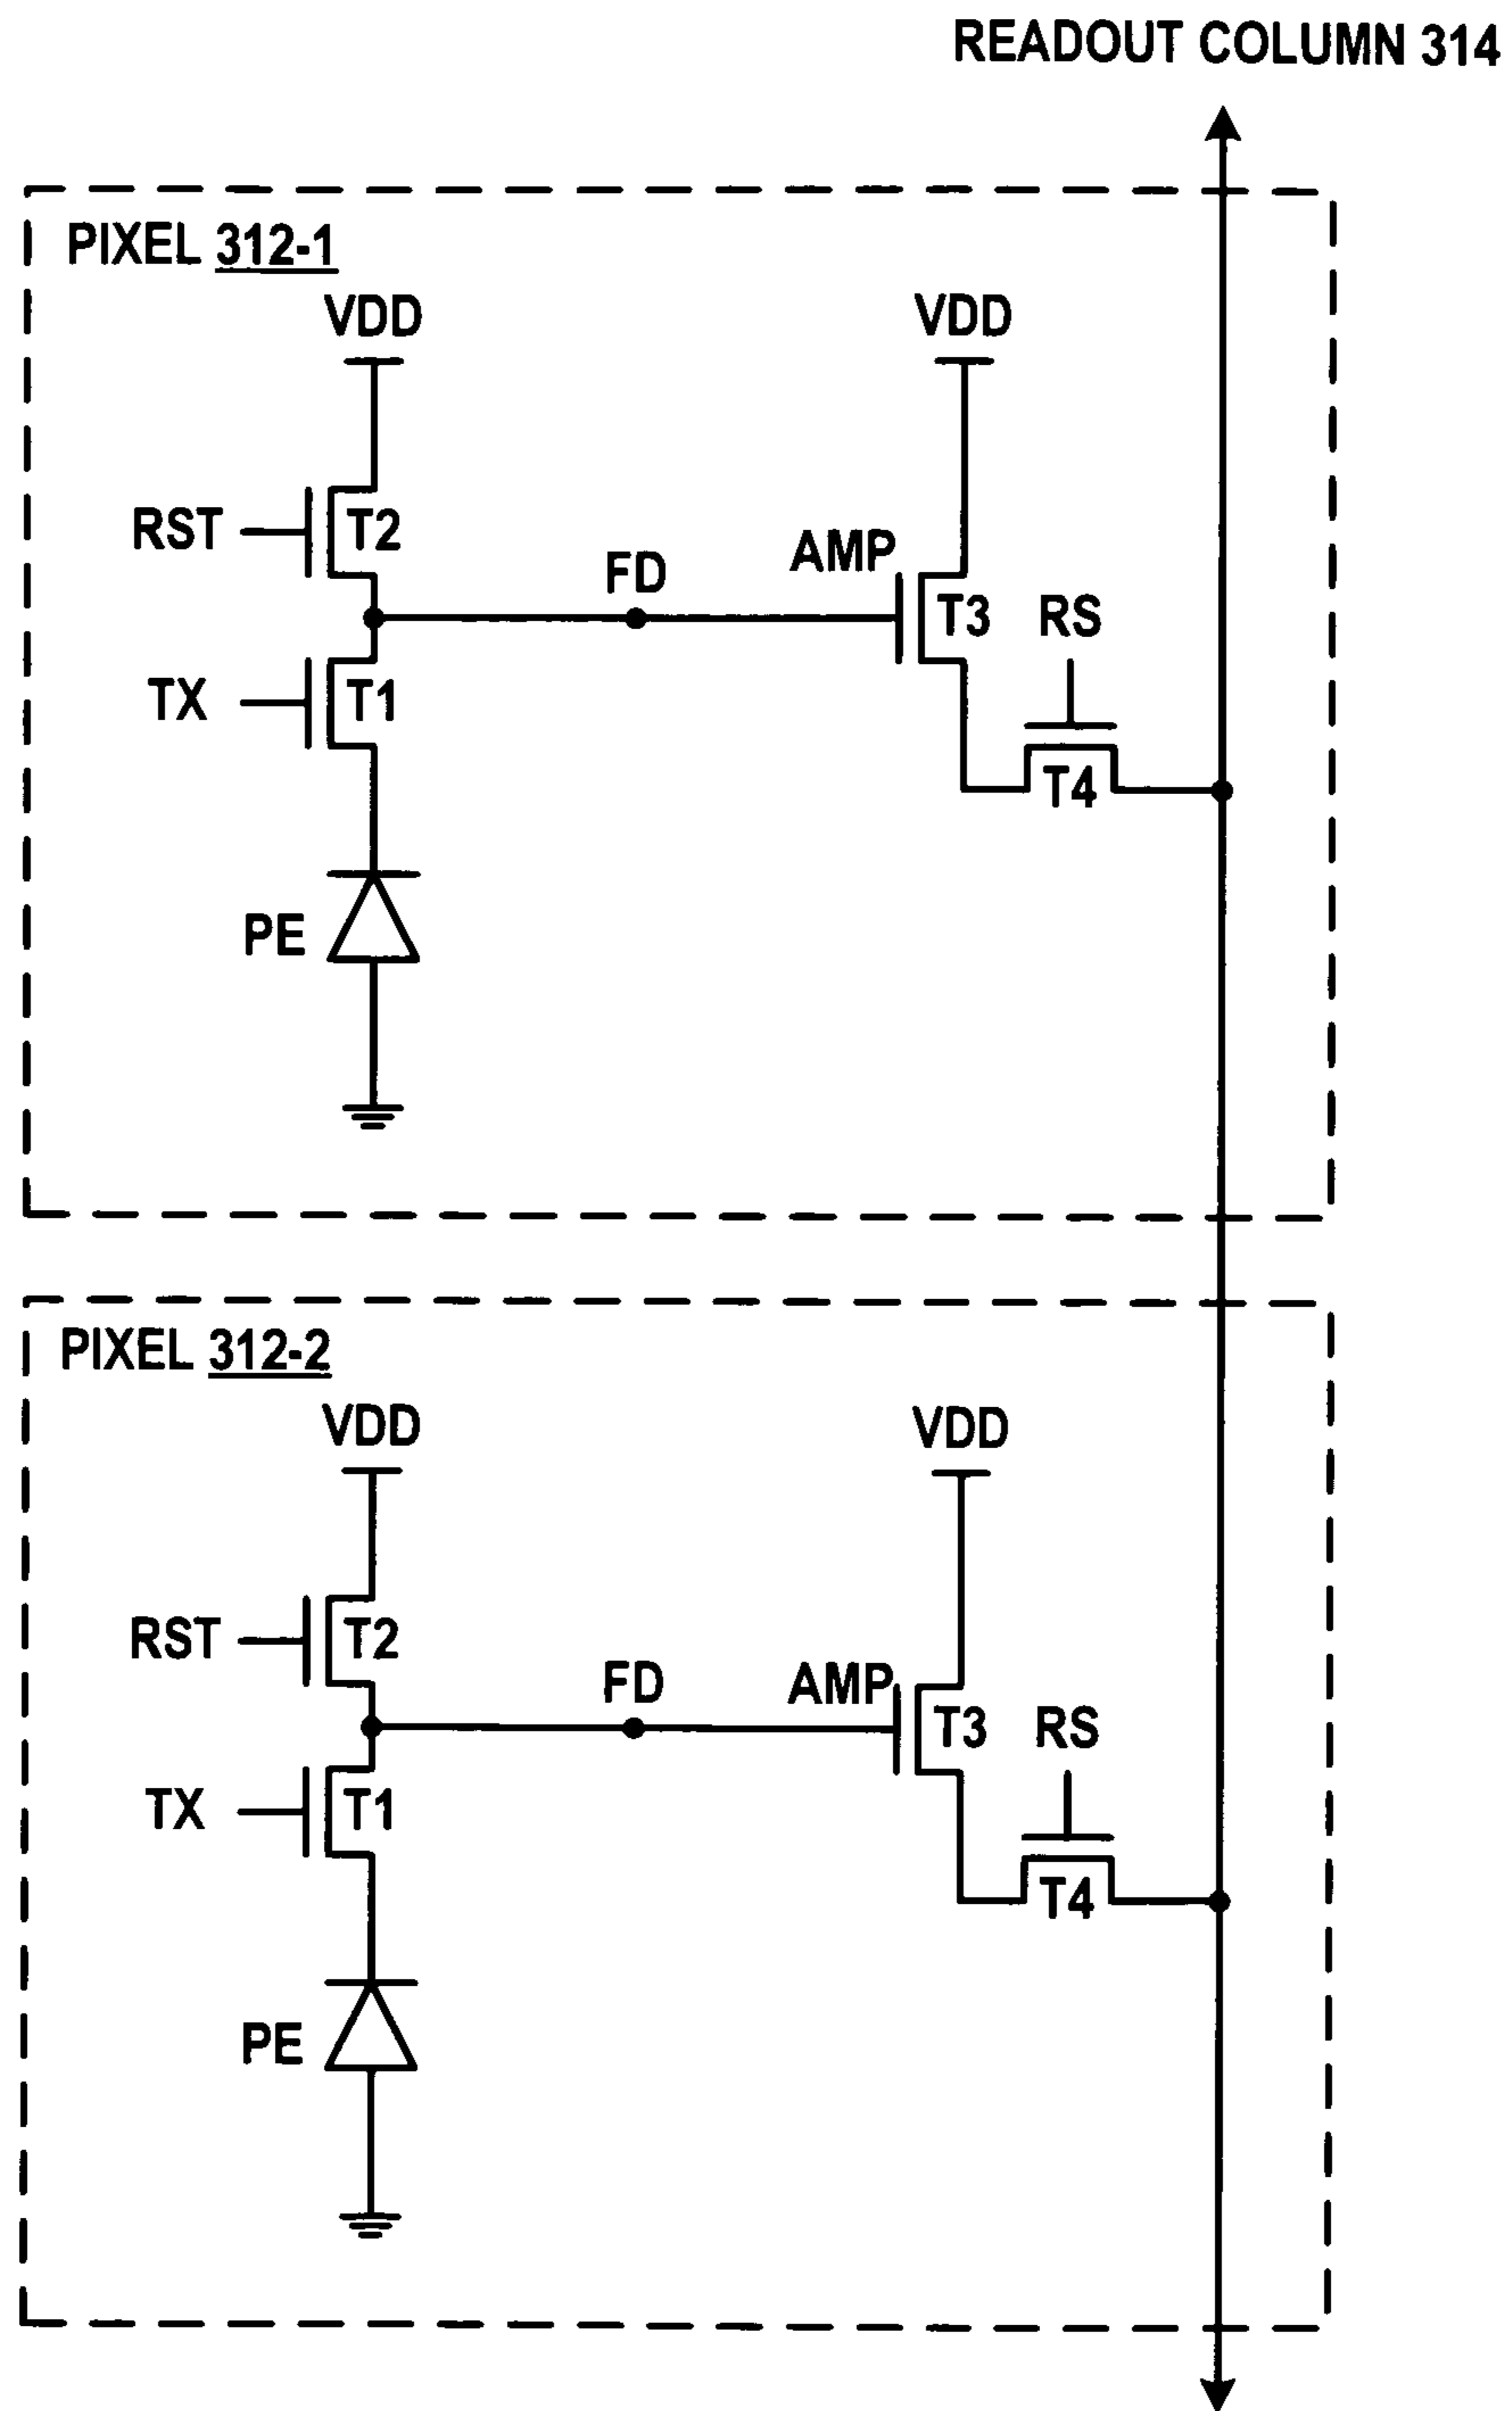 READOUT COLUMN 314
PIXEL 312-1
VDD
VDD
RST
T2
FD
AMP
T3
RS
TX
T1
T4
PE
PIXEL 312-2
VDD
VDD
RST
T2
FD
AMP
T3
RS
TX
T1
T4
PE